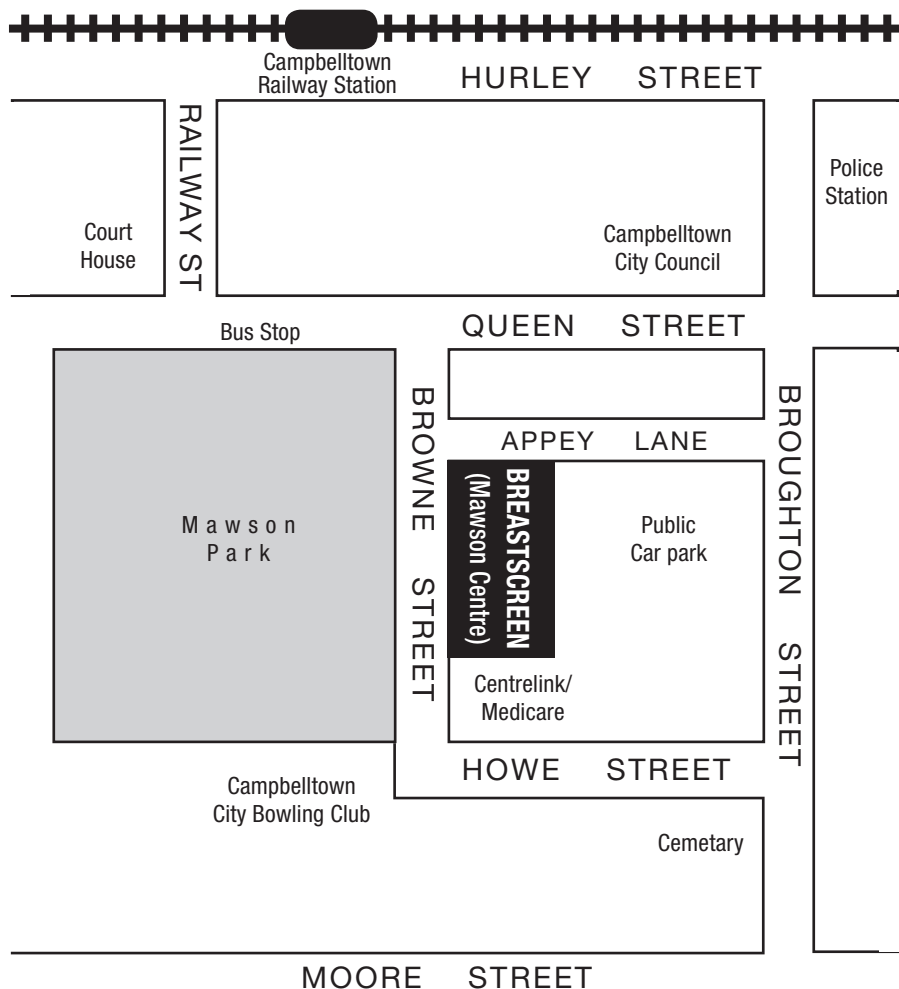 Campbelltown
Railway Station
HURLEY STREET
RAILWAY ST
Police
Station
Court
House
Campbelltown
City Council
Bus Stop
QUEEN STREET
BROWNE STREET
APPEY LANE
BROUGHTON STREET
Mawson
Park
BREASTSCREEN
(Mawson Centre)
Public
Car park
Centrelink/
Medicare
HOWE STREET
Campbelltown
City Bowling Club
Cemetary
MOORE STREET